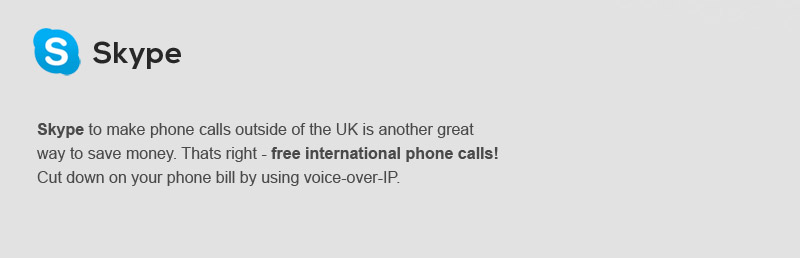 S Skype
Skype to make phone calls outside of the UK is another great
way to save money. Thats right - free international phone calls!
Cut down on your phone bill by using voice-over-IP.